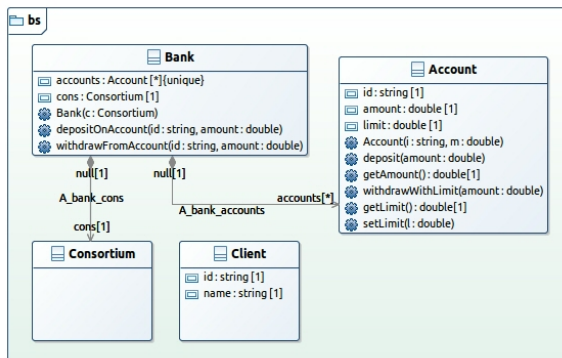 bs
Bank
accounts : Account [*]{unique}
cons : Consortium [1]
Bank(c : Consortium)
depositOnAccount(id : string, amount : double)
withdrawFromAccount(id : string, amount : double)
Account
id : string [1]
amount : double [1]
limit : double [1]
Account(i : string, m : double)
deposit(amount : double)
getAmount() : double[1]
withdrawWithLimit(amount : double)
getLimit() : double[1]
setLimit(l : double)
null[1]
null[1]
A_bank_cons
accounts[*]
A_bank_accounts
cons[1]
Consortium
Client
id : string [1]
name : string [1]